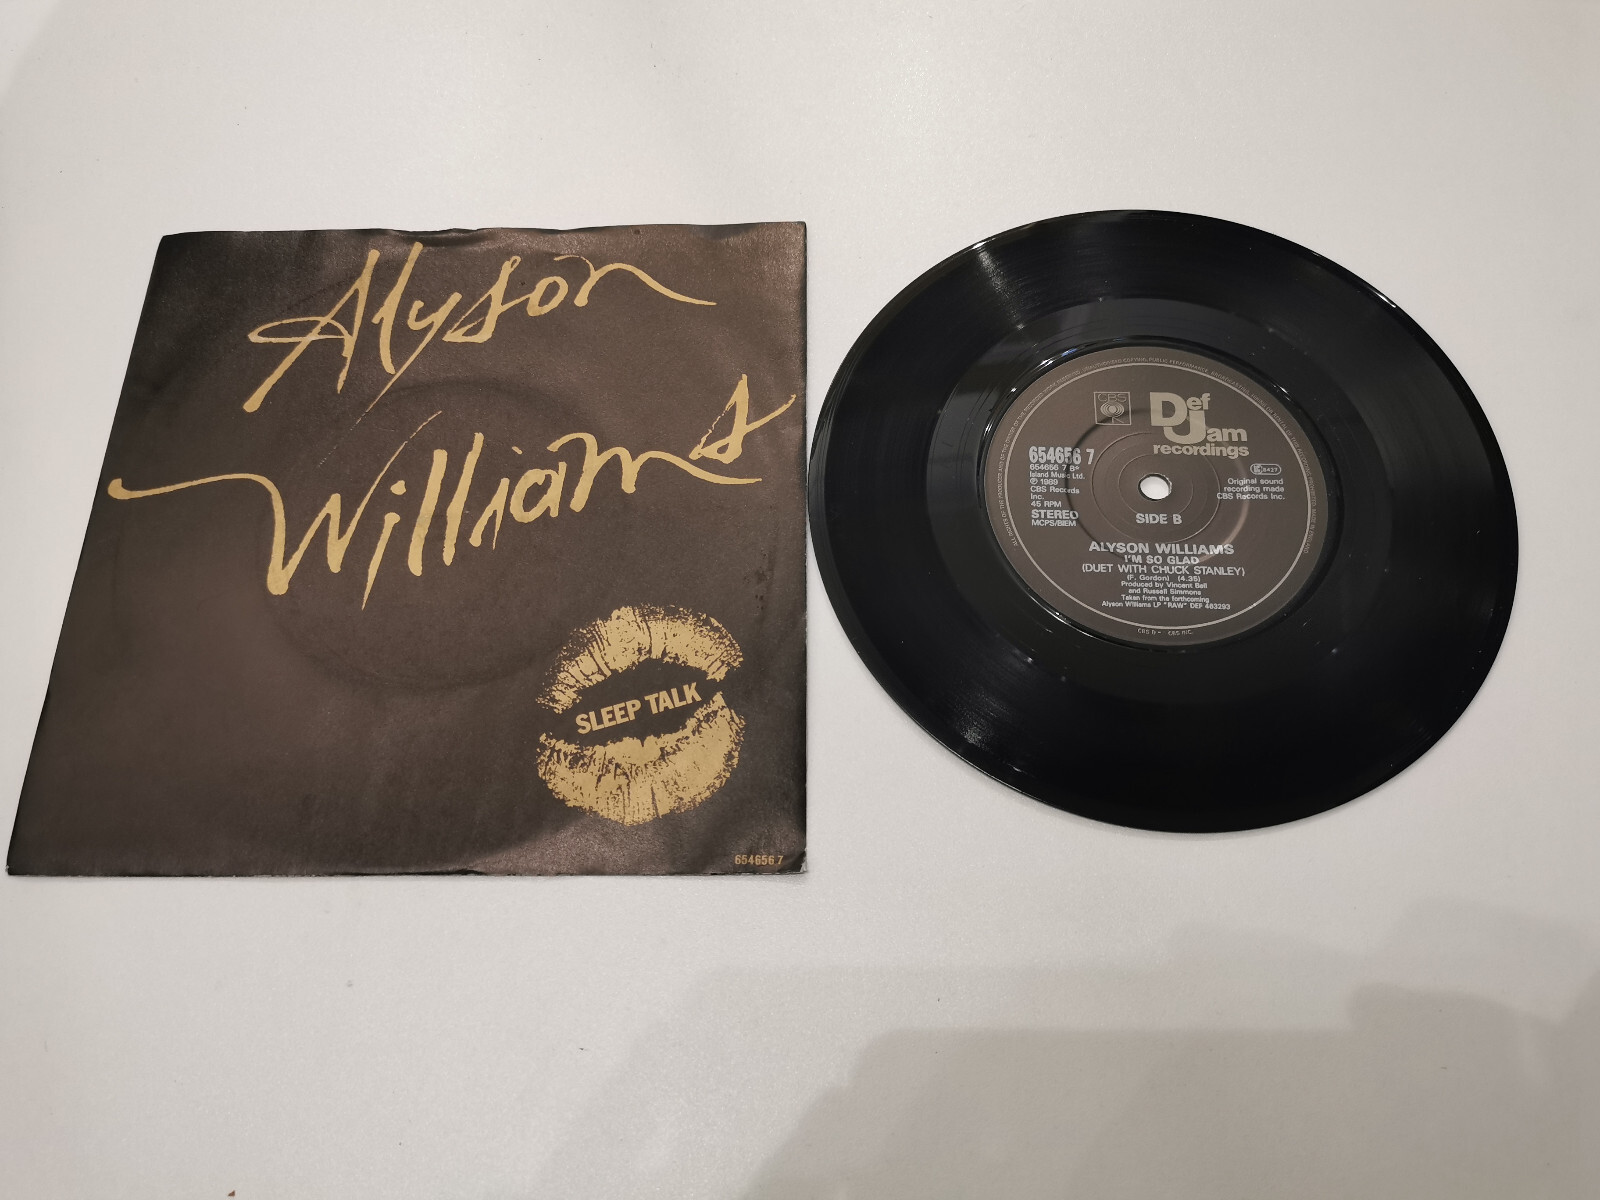 Alyson
Williams
SLEEP TALK
654656 7
CBS
Def
Jam
recordings
654656 7
654656 7 B*
Island Music Ltd.
℗ 1989
CBS Records
Inc.
45 RPM
STEREO
MCPS/BIEM
Original sound
recording made
CBS Records Inc.
SIDE B
ALYSON WILLIAMS
I'M SO GLAD
(DUET WITH CHUCK STANLEY)
(F. Gordon) (4.35)
Produced by Vincent Bell
and Russell Simmons
Taken from the forthcoming
Alyson Williams LP "RAW" DEF 463293